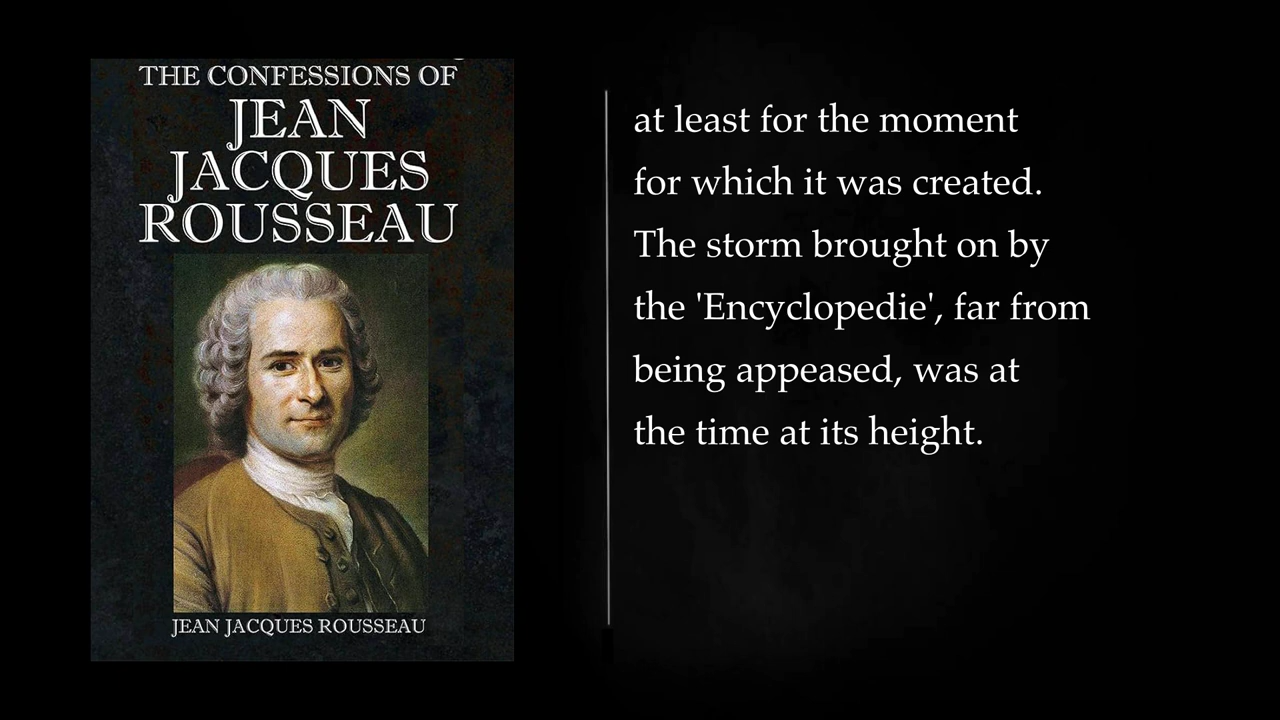 THE CONFESSIONS OF
JEAN
JACQUES
ROUSSEAU
JEAN JACQUES ROUSSEAU
at least for the moment
for which it was created.
The storm brought on by
the 'Encyclopedie', far from
being appeased, was at
the time at its height.